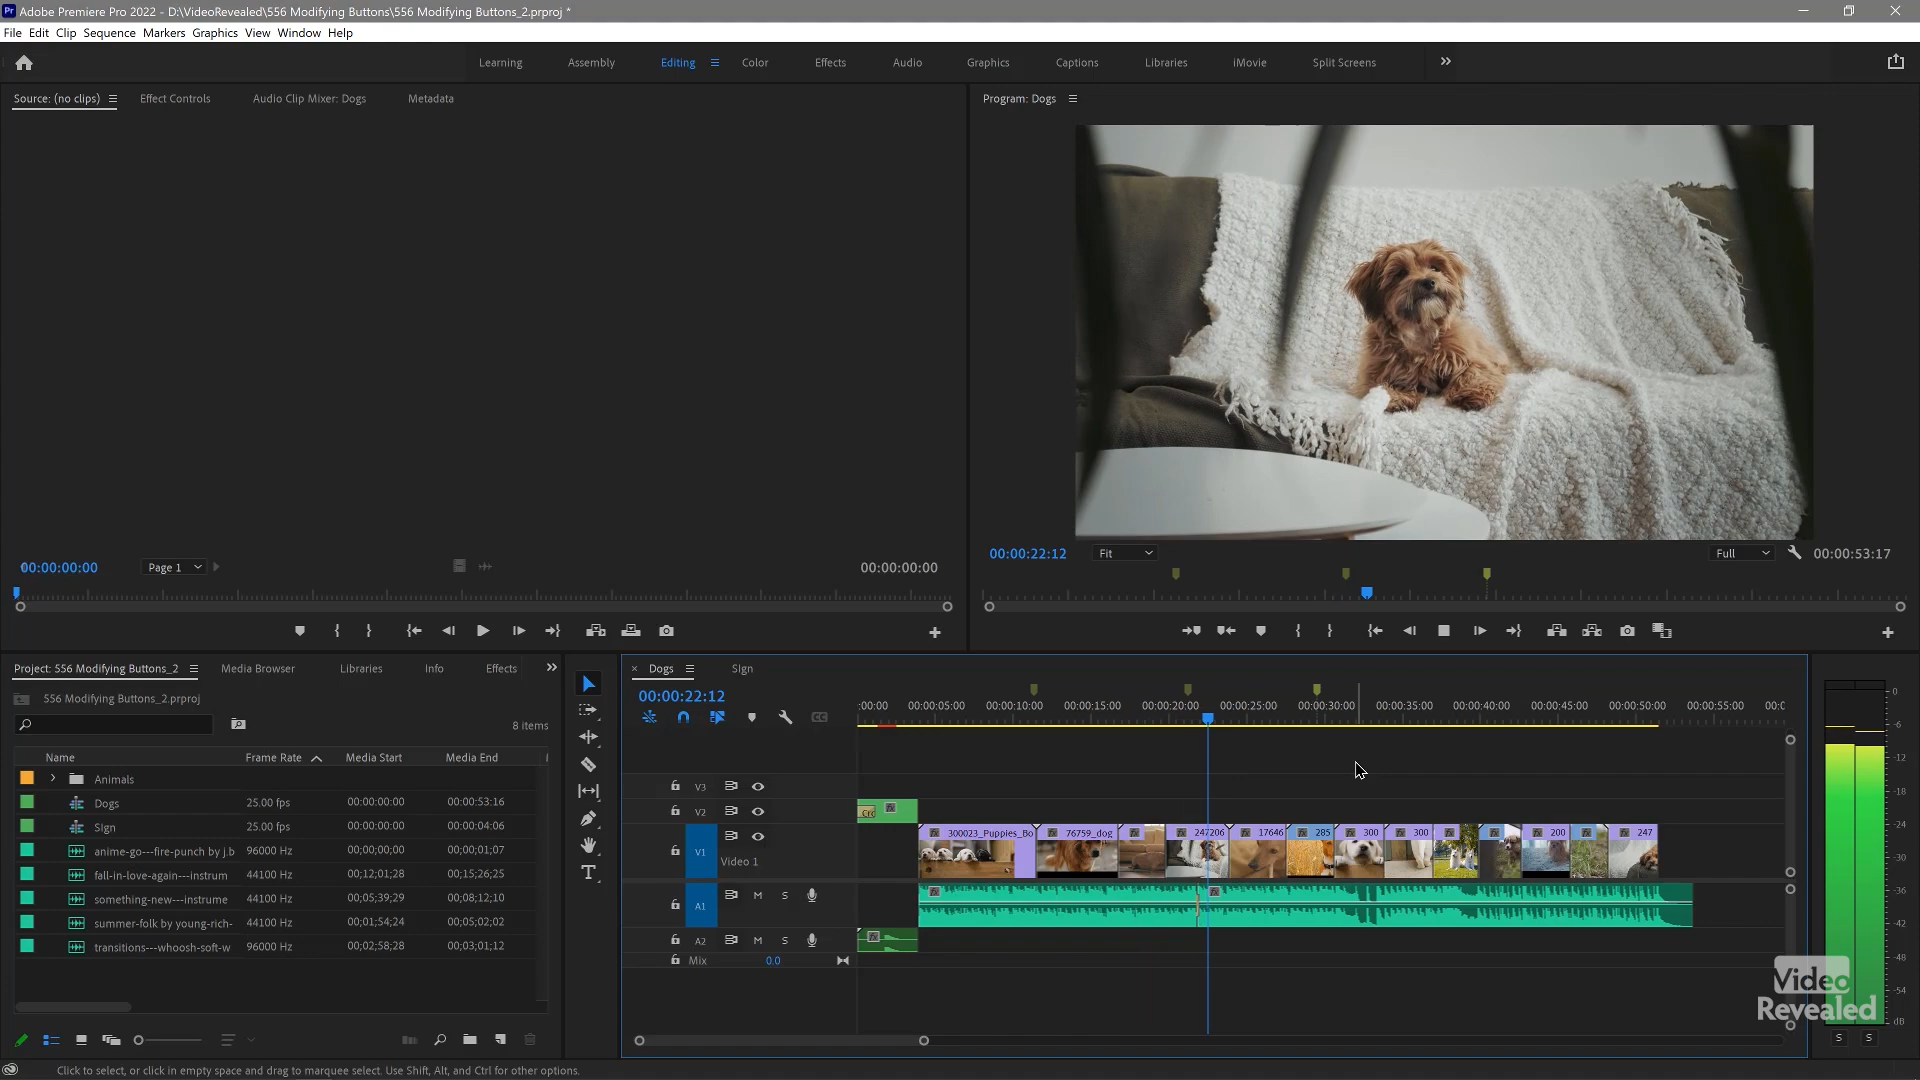 Adobe Premiere Pro 2022 - D:\VideoRevealed\556 Modifying Buttons\556 Modifying Buttons_2.prproj *
File Edit Clip Sequence Markers Graphics View Window Help
Learning Assembly Editing Color Effects Audio Graphics Captions Libraries iMovie Split Screens
Source: (no clips) Effect Controls Audio Clip Mixer: Dogs Metadata
Program: Dogs
00:00:22:12 Fit Full 00:00:53:17
00:00:00:00 Page 1 00:00:00:00
Project: 556 Modifying Buttons_2 Media Browser Libraries Info Effects
556 Modifying Buttons_2.prproj
8 items
Name Frame Rate Media Start Media End
Animals
Dogs 25.00 fps 00:00:00:00 00:00:53:16
SIgn 25.00 fps 00:00:00:00 00:00:04:06
anime-go---fire-punch by j.b 96000 Hz 00;00;00;00 00;00;01;07
fall-in-love-again---instrum 44100 Hz 00;12;01;28 00;15;26;25
something-new---instrume 44100 Hz 00;05;39;29 00;08;12;10
summer-folk by young-rich- 44100 Hz 00;01;54;24 00;05;02;02
transitions---whoosh-soft-w 96000 Hz 00;02;58;28 00;03;01;12
Dogs SIgn
00:00:22:12
:00:00 00:00:05:00 00:00:10:00 00:00:15:00 00:00:20:00 00:00:25:00 00:00:30:00 00:00:35:00 00:00:40:00 00:00:45:00 00:00:50:00 00:00:55:00 00:0
V3
V2 Cro
300023_Puppies_Bo 76759_dog 247206 17646 285 300 300 200 247
V1 Video 1
A1 M S
A2 M S
Mix 0.0
0
-6
-12
-18
-24
-30
-36
-42
-48
-54
dB
S S
Video
Revealed
Click to select, or click in empty space and drag to marquee select. Use Shift, Alt, and Ctrl for other options.